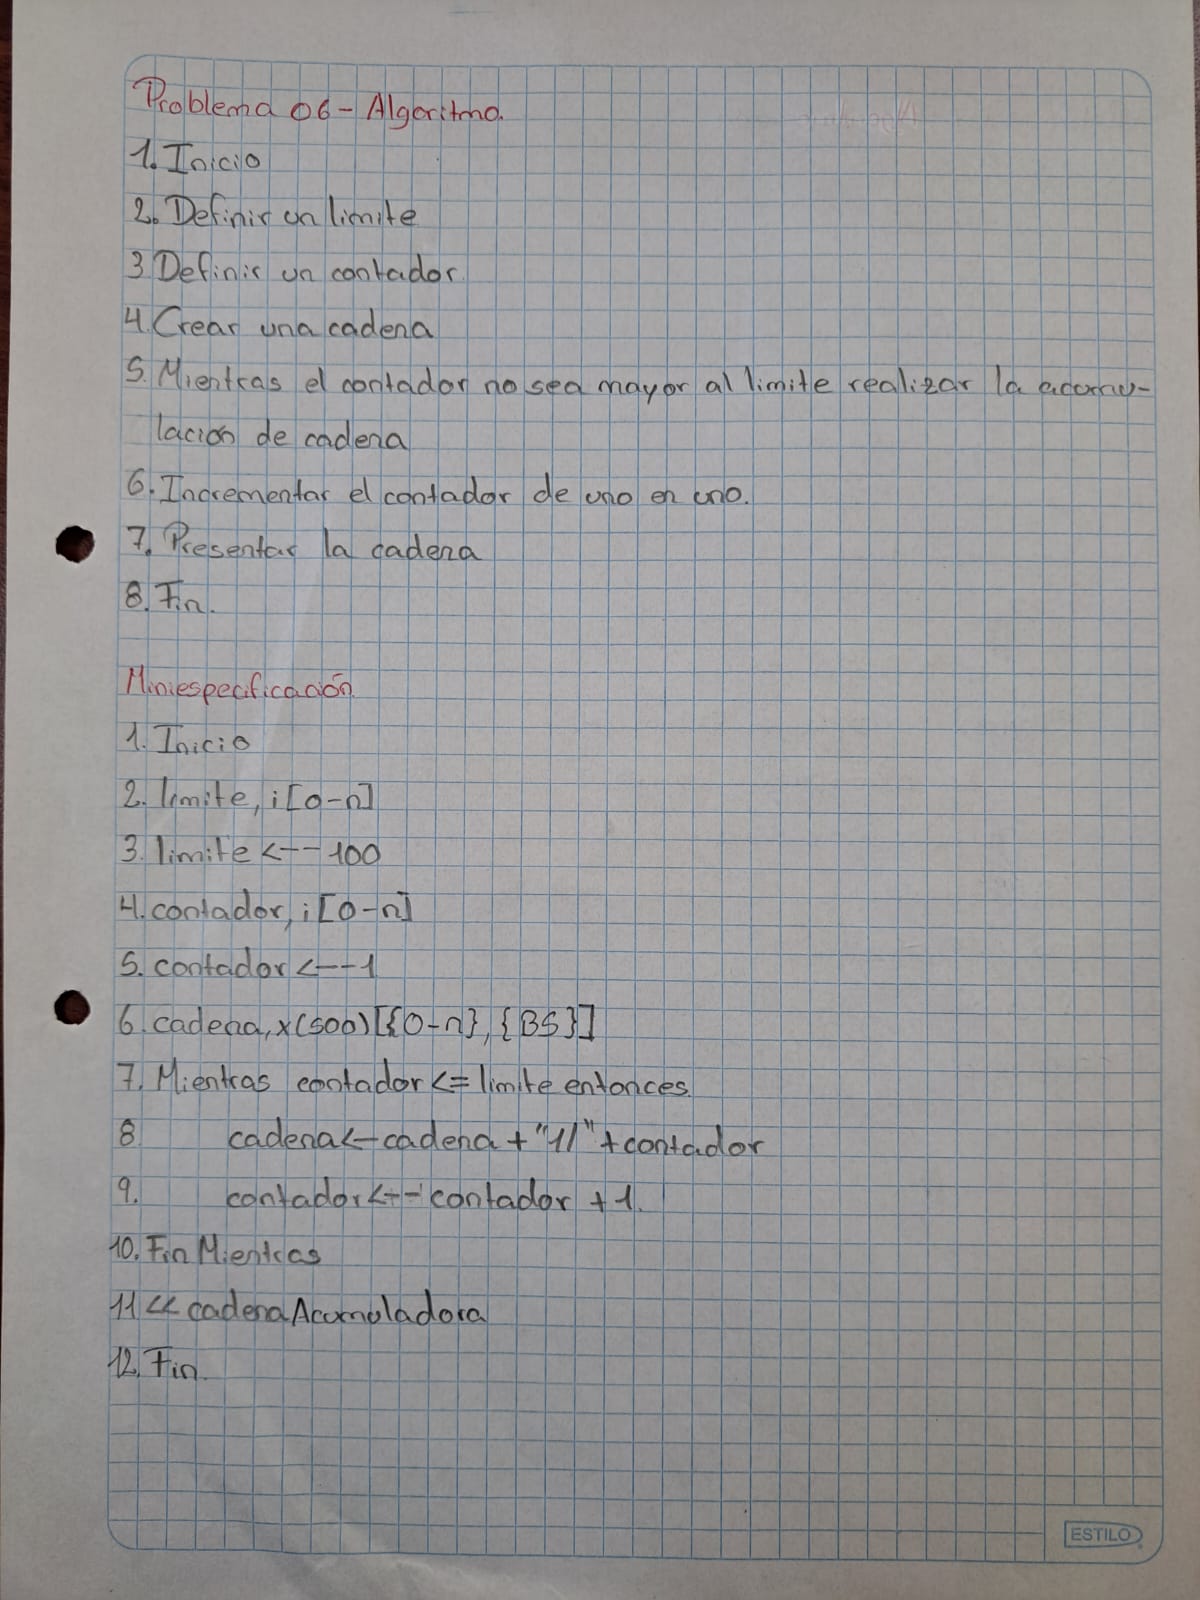 Problema 06 - Algoritmo.
1. Inicio
2. Definir un limite
3 Definir un contador.
4. Crear una cadena
5. Mientras el contador no sea mayor al limite realizar la acomu-
lación de cadena
6. Incrementar el contador de uno en uno.
7. Presentar la cadena
8. Fin.
Miniespecificación.
1. Inicio
2. limite, i [0-n]
3. limite <-- 100
4. contador, i [0-n]
5. contador <-- 1
6. cadena, x(500) [{0-n}, {BS}]
7. Mientras contador <= limite entonces.
8 cadena <- cadena + "1/" + contador
9. contador <-- contador + 1.
10. Fin Mientras
11 << cadenaAcumuladora
12. Fin.
ESTILO